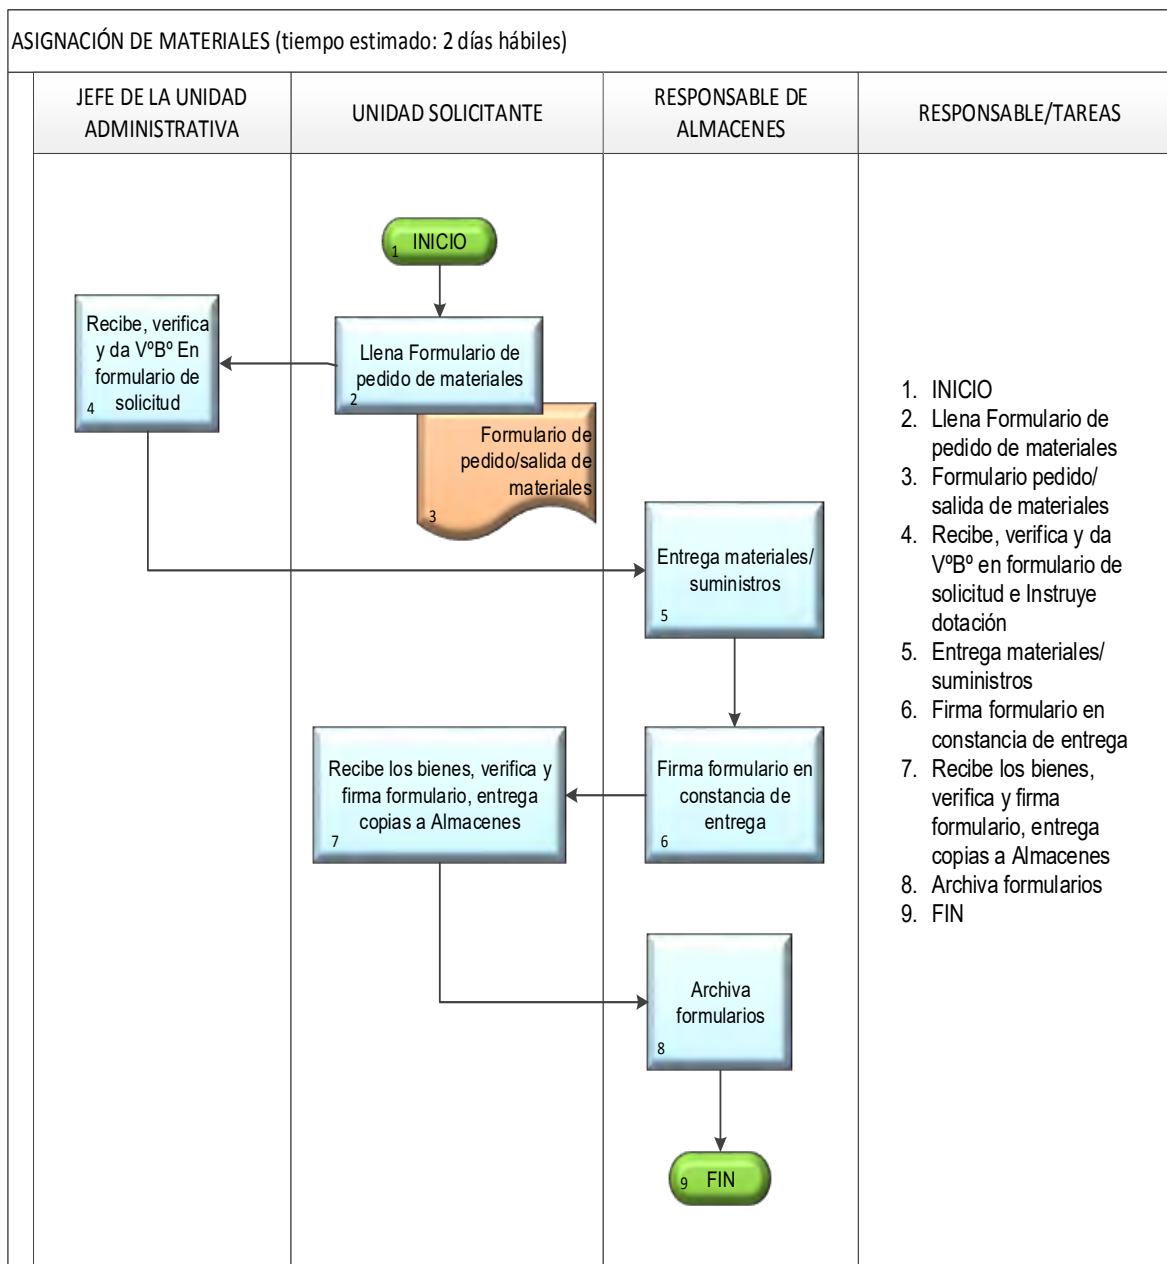 ASIGNACIÓN DE MATERIALES (tiempo estimado: 2 días hábiles)
JEFE DE LA UNIDAD
ADMINISTRATIVA
UNIDAD SOLICITANTE
RESPONSABLE DE
ALMACENES
RESPONSABLE/TAREAS
INICIO
1
Llena Formulario de
pedido de materiales
2
Formulario de
pedido/salida de
materiales
3
Recibe, verifica
y da VºBº En
formulario de
solicitud
4
Entrega materiales/
suministros
5
Firma formulario en
constancia de
entrega
6
Recibe los bienes, verifica y
firma formulario, entrega
copias a Almacenes
7
Archiva
formularios
8
9 FIN
1. INICIO
2. Llena Formulario de
pedido de materiales
3. Formulario pedido/
salida de materiales
4. Recibe, verifica y da
VºBº en formulario de
solicitud e Instruye
dotación
5. Entrega materiales/
suministros
6. Firma formulario en
constancia de entrega
7. Recibe los bienes,
verifica y firma
formulario, entrega
copias a Almacenes
8. Archiva formularios
9. FIN